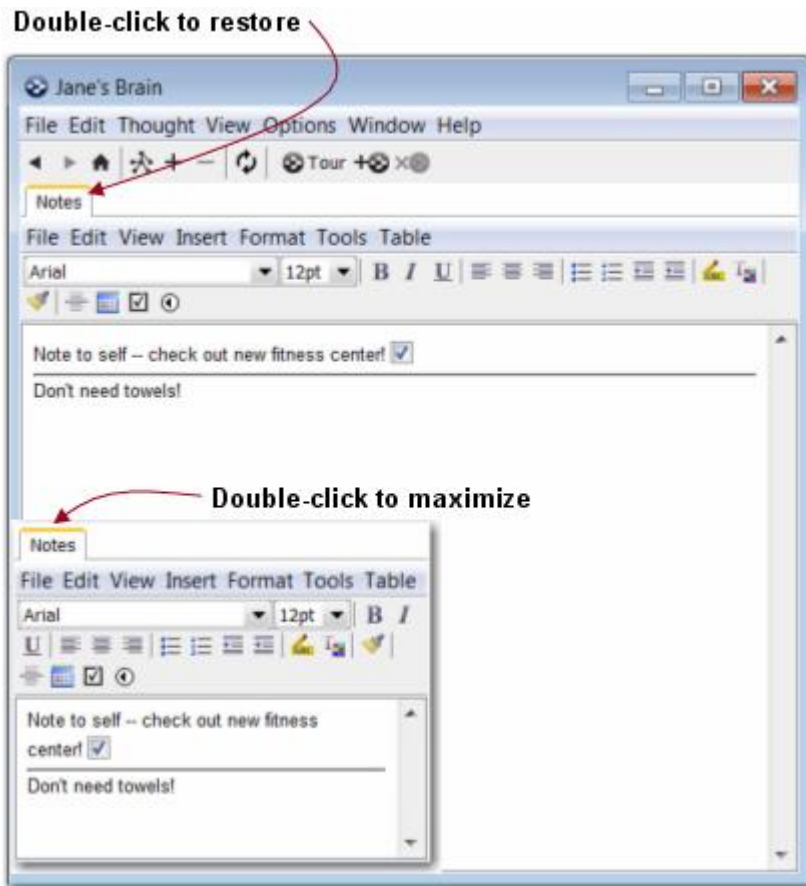 Double-click to restore
Jane's Brain
File Edit Thought View Options Window Help
Tour
Notes
File Edit View Insert Format Tools Table
Arial 12pt B I U
Note to self -- check out new fitness center!
Don't need towels!
Double-click to maximize
Notes
File Edit View Insert Format Tools Table
Arial 12pt B I
U
Note to self -- check out new fitness
center!
Don't need towels!